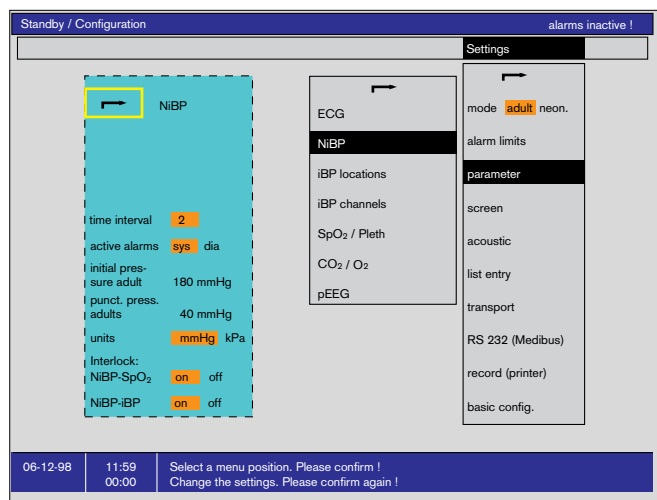 Standby / Configuration alarms inactive !
Settings
NiBP
time interval 2
active alarms sys dia
initial pres-
sure adult 180 mmHg
punct. press.
adults 40 mmHg
units mmHg kPa
Interlock:
NiBP-SpO₂ on off
NiBP-iBP on off
ECG
NiBP
iBP locations
iBP channels
SpO₂ / Pleth
CO₂ / O₂
pEEG
mode adult neon.
alarm limits
parameter
screen
acoustic
list entry
transport
RS 232 (Medibus)
record (printer)
basic config.
06-12-98 11:59 Select a menu position. Please confirm !
00:00 Change the settings. Please confirm again !